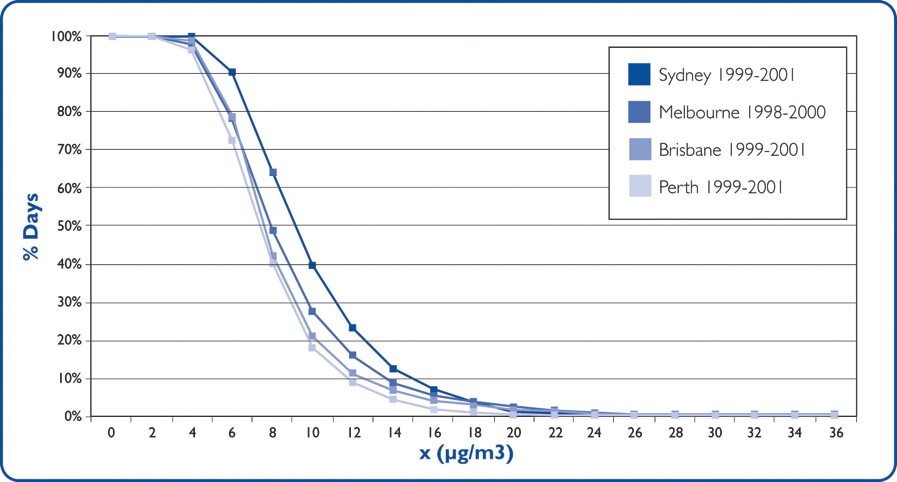 100%
90%
80%
70%
60%
50%
40%
30%
20%
10%
0%
% Days
Sydney 1999-2001
Melbourne 1998-2000
Brisbane 1999-2001
Perth 1999-2001
0 2 4 6 8 10 12 14 16 18 20 22 24 26 28 30 32 34 36
x (µg/m3)